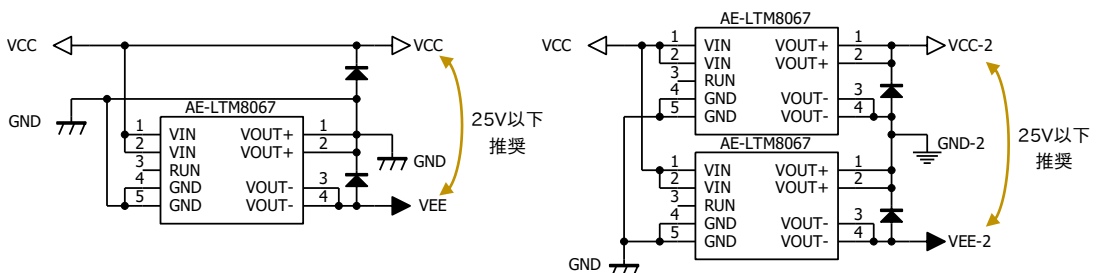 VCC
VCC
GND
AE-LTM8067
1 VIN VOUT+ 1
2 VIN VOUT+ 2
3 RUN
4 GND VOUT- 3
5 GND VOUT- 4
GND
VEE
25V以下
推奨
AE-LTM8067
VCC
1 VIN VOUT+ 1
2 VIN VOUT+ 2
3 RUN
4 GND VOUT- 3
5 GND VOUT- 4
VCC-2
AE-LTM8067
GND-2
1 VIN VOUT+ 1
2 VIN VOUT+ 2
3 RUN
4 GND VOUT- 3
5 GND VOUT- 4
VEE-2
GND
25V以下
推奨